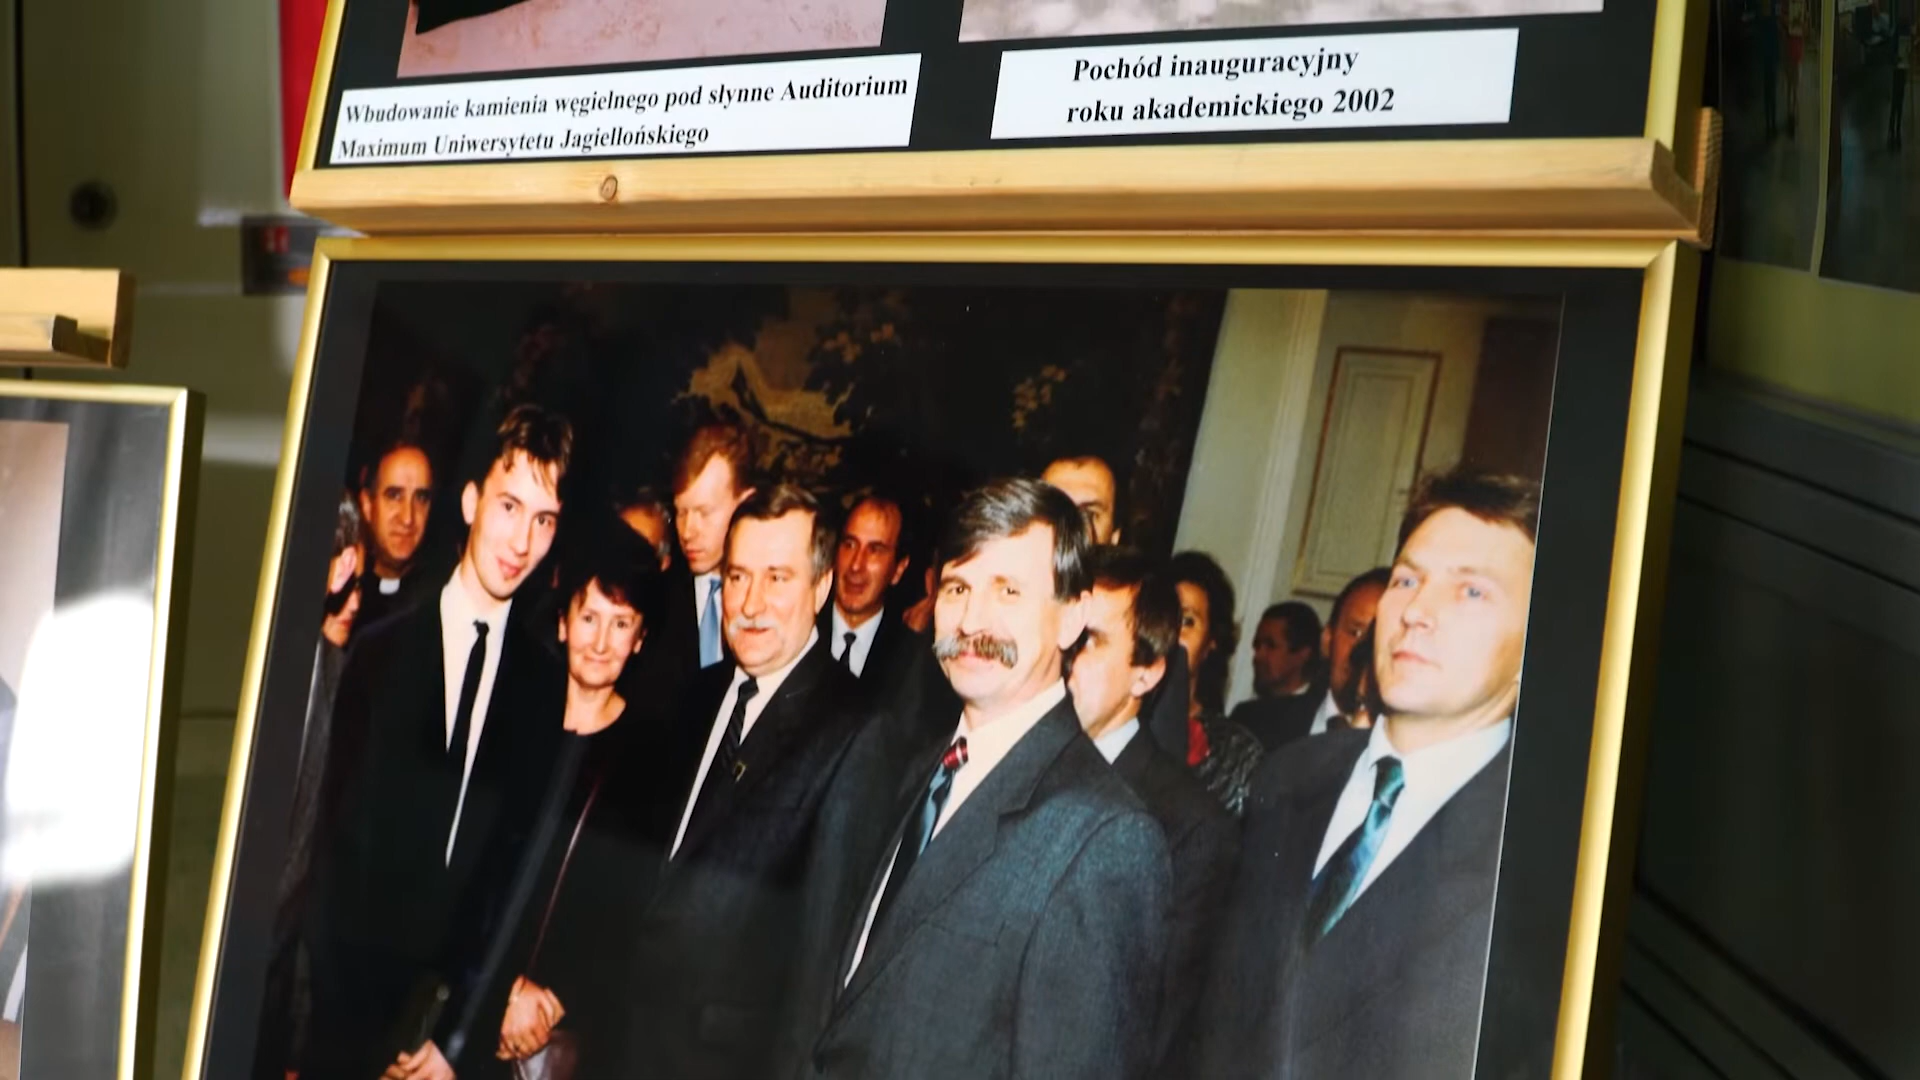 Wbudowanie kamienia węgielnego pod słynne Auditorium
Maximum Uniwersytetu Jagiellońskiego
Pochód inauguracyjny
roku akademickiego 2002